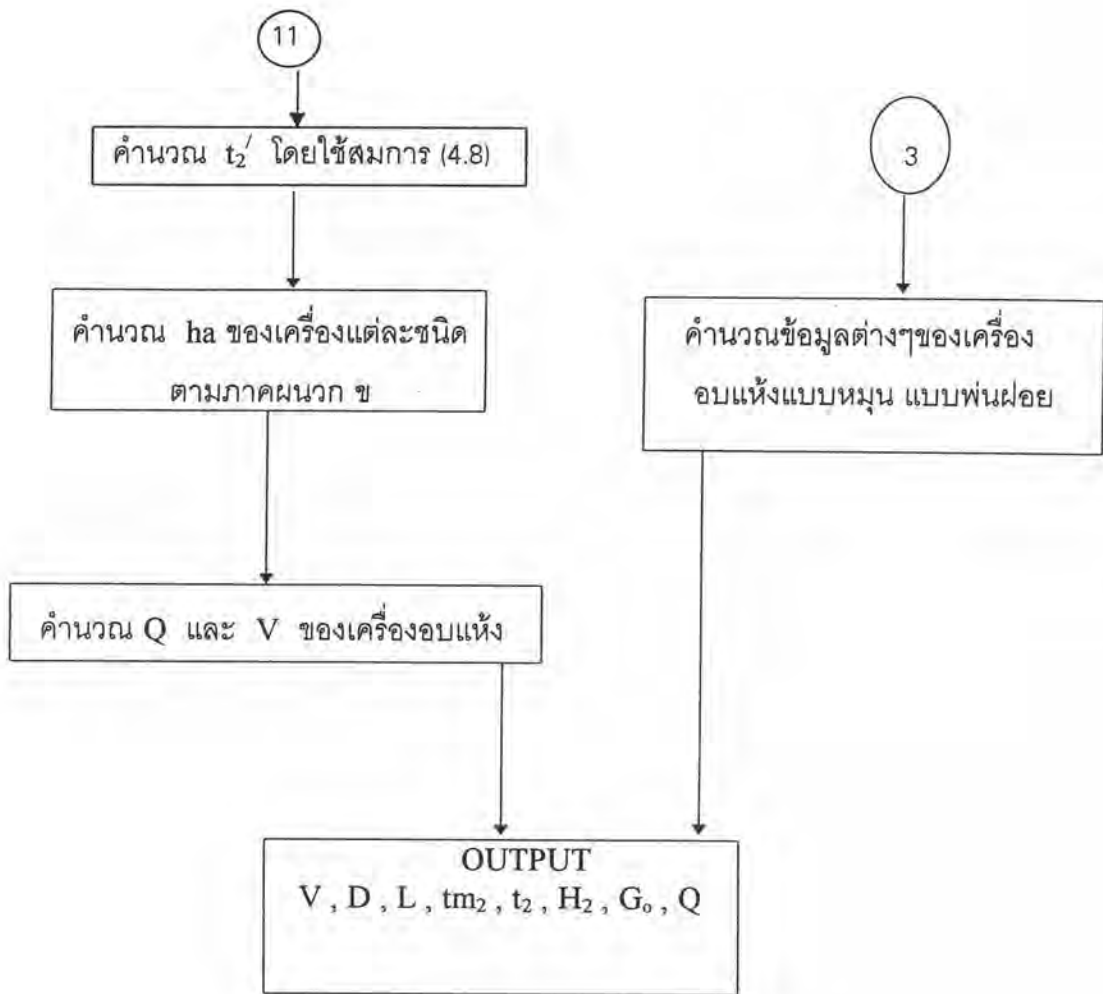 11
คำนวณ t₂′ โดยใช้สมการ (4.8)
คำนวณ ha ของเครื่องแต่ละชนิด
ตามภาคผนวก ข
คำนวณ Q และ V ของเครื่องอบแห้ง
3
คำนวณข้อมูลต่างๆของเครื่อง
อบแห้งแบบหมุน แบบพ่นฝอย
OUTPUT
V , D , L , tm₂ , t₂ , H₂ , Gₒ , Q